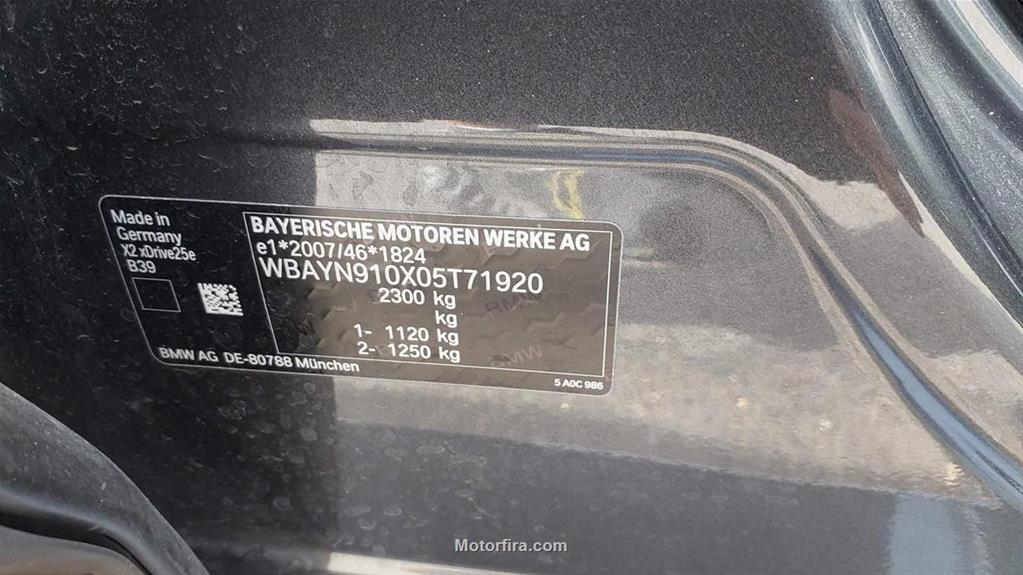 Made in
Germany
X2 xDrive25e
B39
BAYERISCHE MOTOREN WERKE AG
e1*2007/46*1824
WBAYN910X05T71920
2300 kg
kg
1- 1120 kg
2- 1250 kg
BMW AG DE-80788 München
5 A0C 986
Motorfira.com